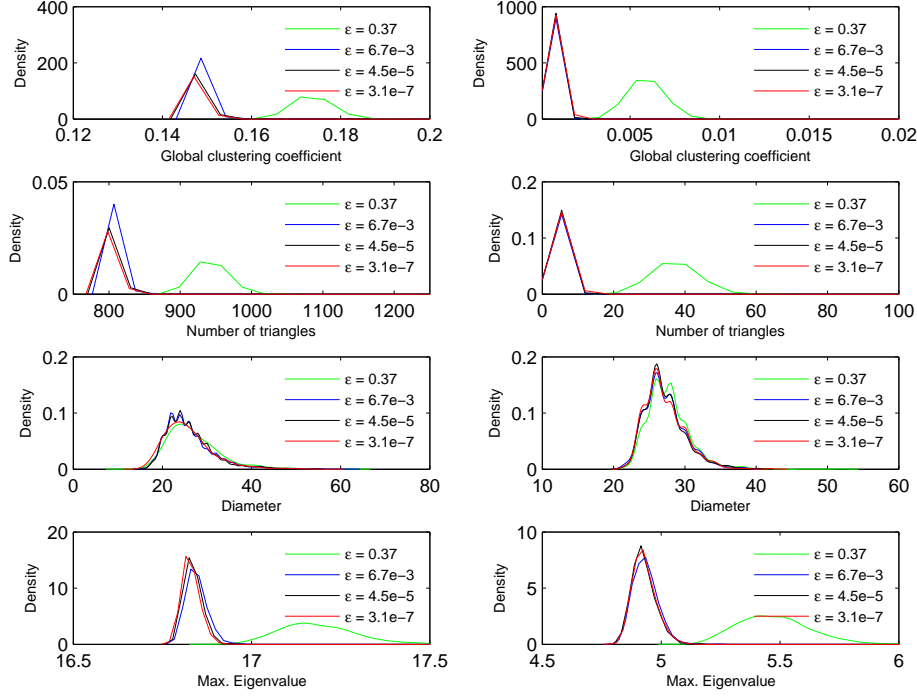 400
200
0
Density
0.12
0.14
0.16
0.18
0.2
Global clustering coefficient
ε = 0.37
ε = 6.7e−3
ε = 4.5e−5
ε = 3.1e−7
1000
500
0
Density
0.005
0.01
0.015
0.02
Global clustering coefficient
ε = 0.37
ε = 6.7e−3
ε = 4.5e−5
ε = 3.1e−7
0.05
0
Density
800
900
1000
1100
1200
Number of triangles
ε = 0.37
ε = 6.7e−3
ε = 4.5e−5
ε = 3.1e−7
0.2
0.1
0
Density
0
20
40
60
80
100
Number of triangles
ε = 0.37
ε = 6.7e−3
ε = 4.5e−5
ε = 3.1e−7
0.2
0.1
0
Density
0
20
40
60
80
Diameter
ε = 0.37
ε = 6.7e−3
ε = 4.5e−5
ε = 3.1e−7
0.2
0.1
0
Density
10
20
30
40
50
60
Diameter
ε = 0.37
ε = 6.7e−3
ε = 4.5e−5
ε = 3.1e−7
20
10
0
Density
16.5
17
17.5
Max. Eigenvalue
ε = 0.37
ε = 6.7e−3
ε = 4.5e−5
ε = 3.1e−7
10
5
0
Density
4.5
5
5.5
6
Max. Eigenvalue
ε = 0.37
ε = 6.7e−3
ε = 4.5e−5
ε = 3.1e−7